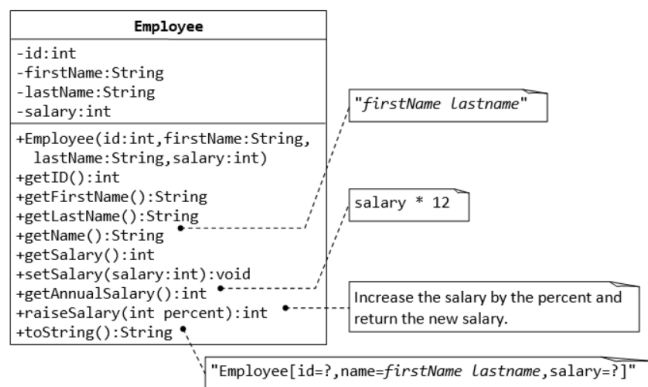 Employee
-id:int
-firstName:String
-lastName:String
-salary:int
"firstName lastname"
+Employee(id:int,firstName:String,
lastName:String,salary:int)
+getID():int
+getFirstName():String
+getLastName():String
+getName():String
+getSalary():int
+setSalary(salary:int):void
+getAnnualSalary():int
+raiseSalary(int percent):int
+toString():String
salary * 12
Increase the salary by the percent and
return the new salary.
"Employee[id=?,name=firstName lastname,salary=?]"